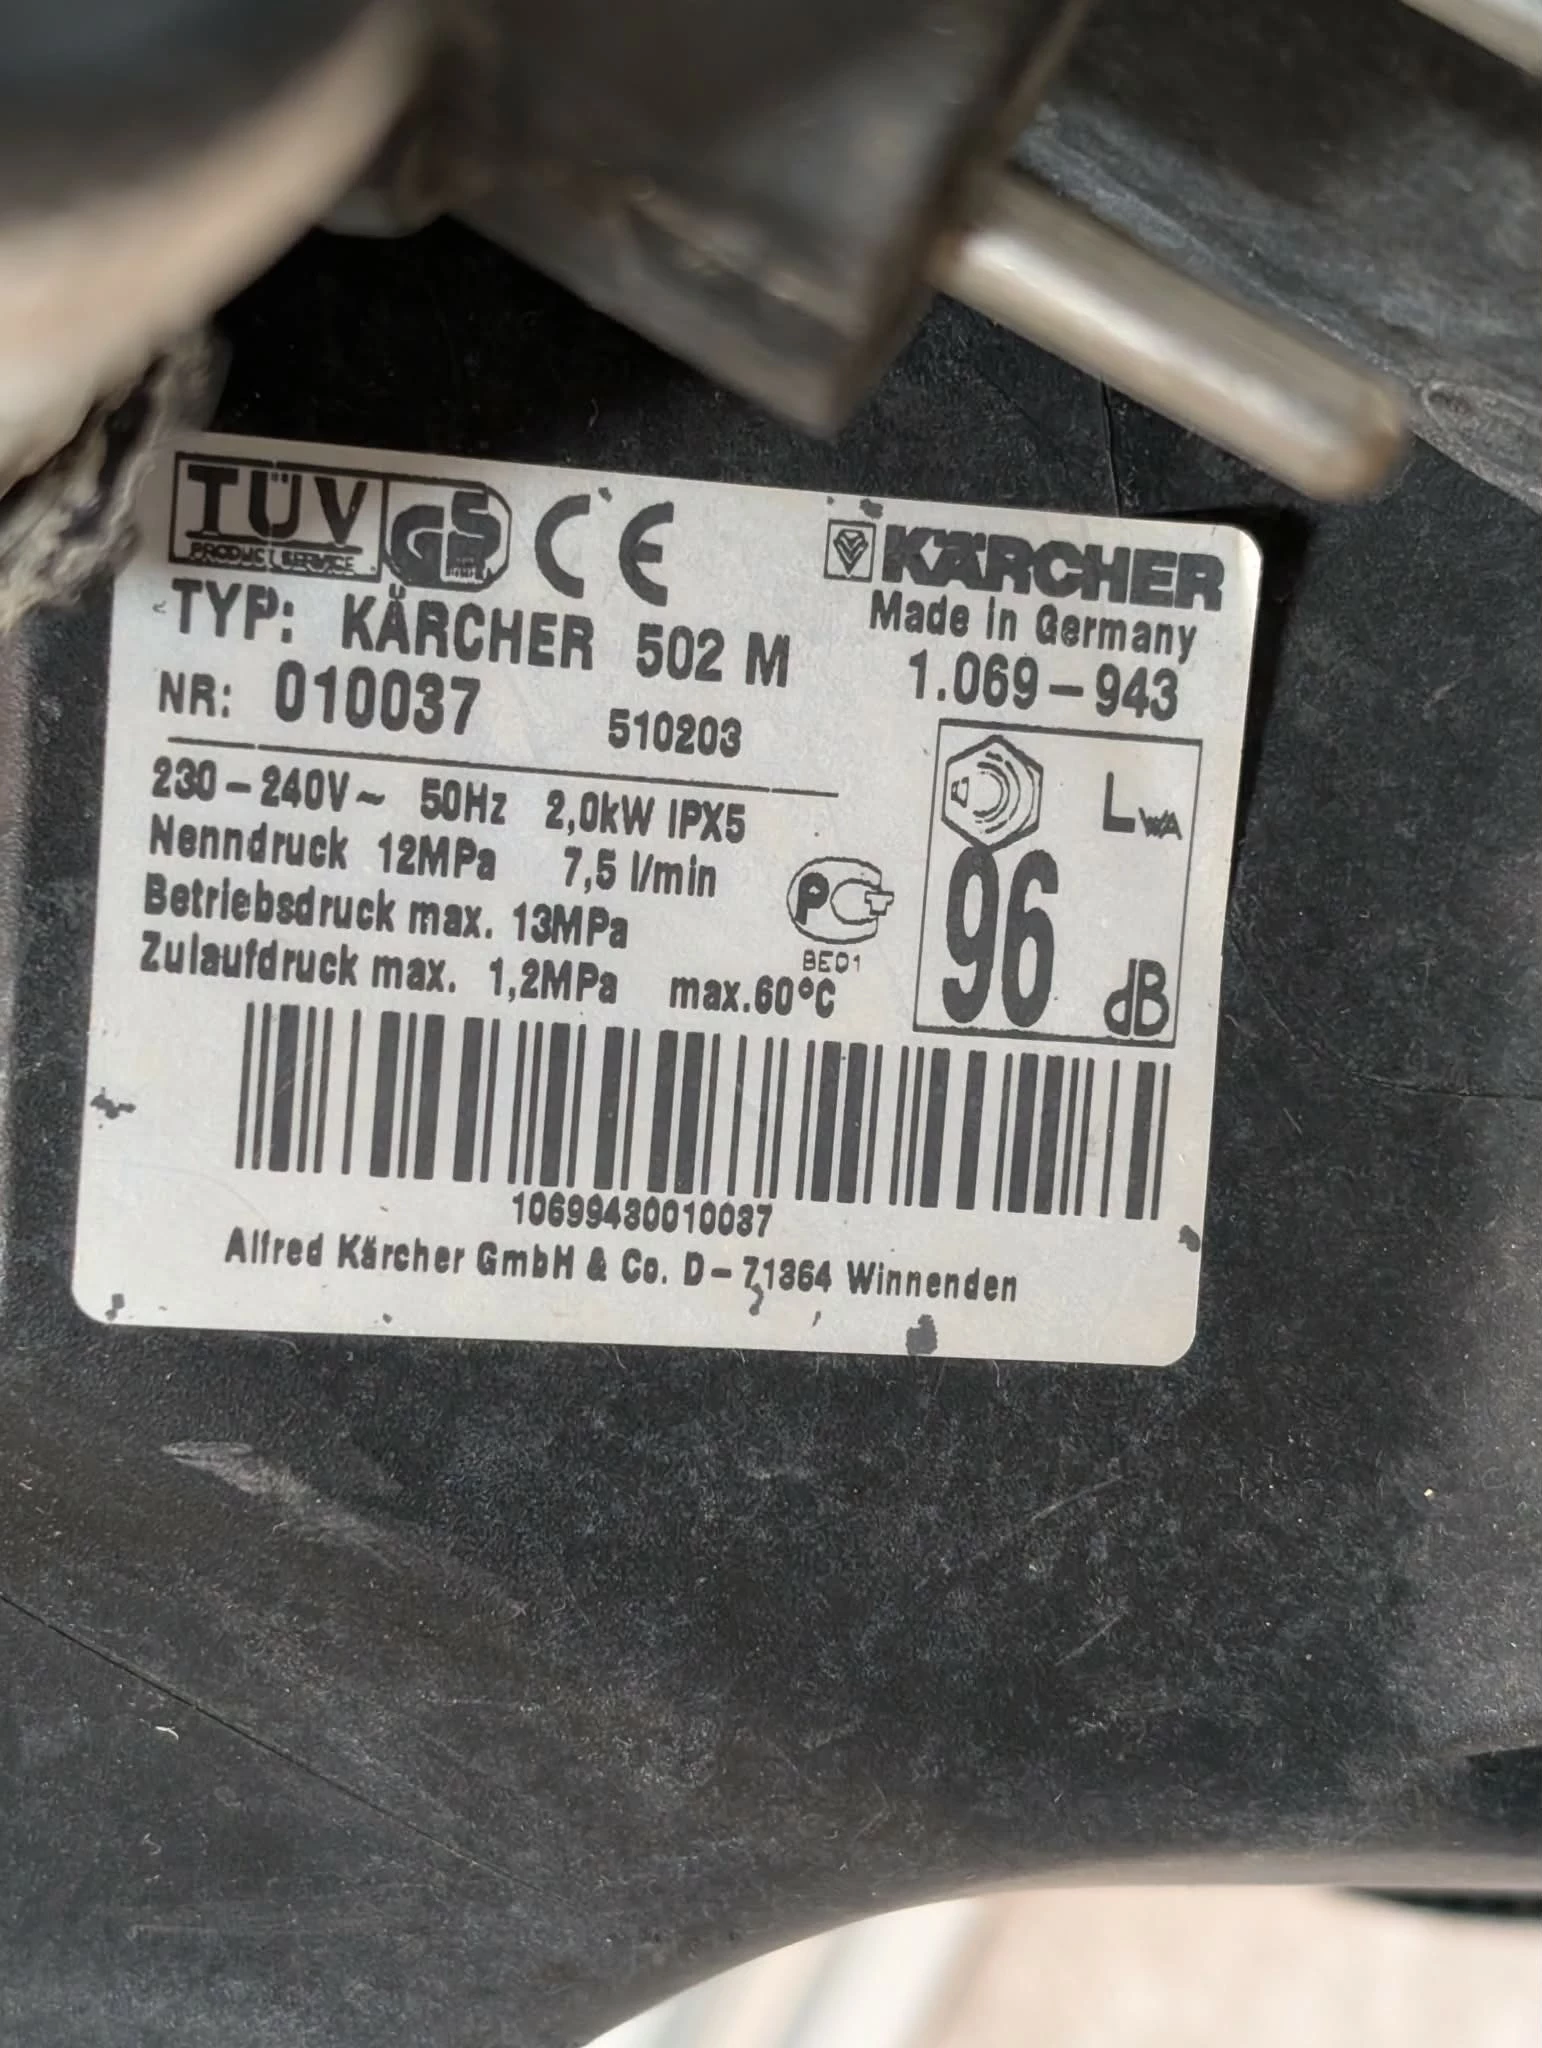 TÜV
PRODUCT SERVICE
GS
CE
KÄRCHER
Made in Germany
TYP: KÄRCHER 502 M
1.069-943
NR: 010037 510203
230-240V~ 50Hz 2,0kW IPX5
Nenndruck 12MPa 7,5 l/min
Betriebsdruck max. 13MPa
Zulaufdruck max. 1,2MPa max.60°C
PC
BE01
LWA
96
dB
10699430010037
Alfred Kärcher GmbH & Co. D-71364 Winnenden